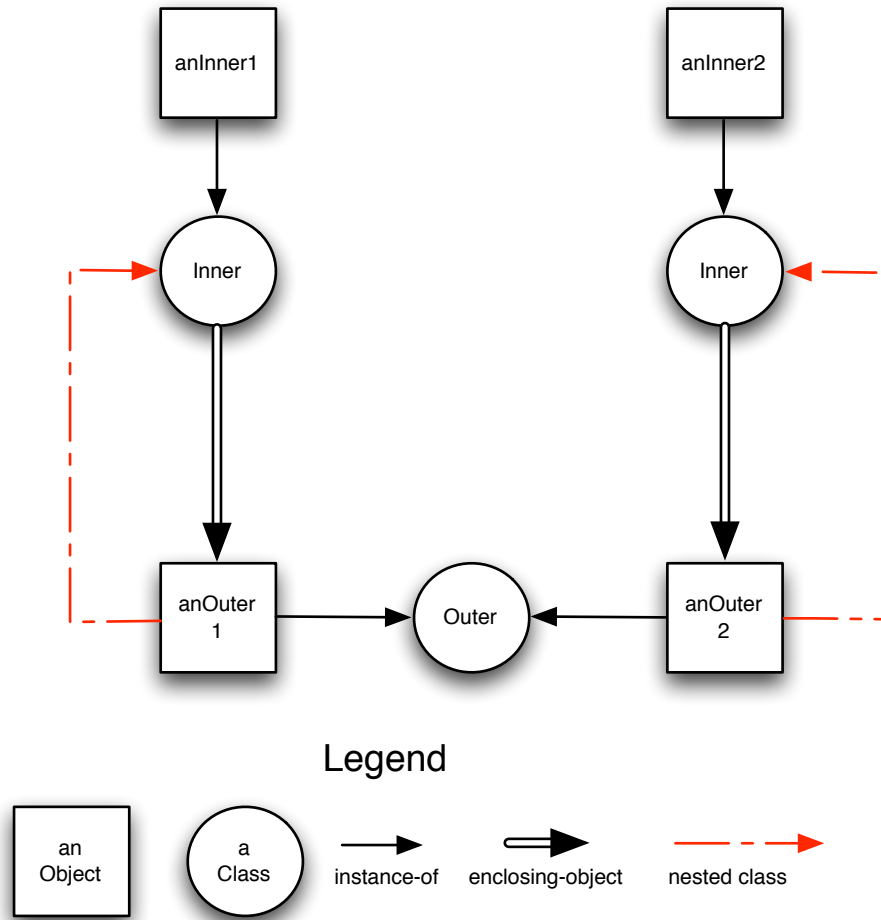 anInner1
anInner2
Inner
Inner
anOuter
1
Outer
anOuter
2
Legend
an
Object
a
Class
instance-of
enclosing-object
nested class